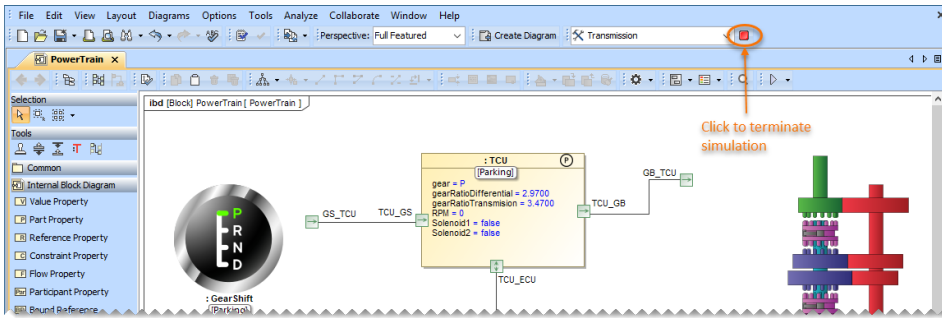 File Edit View Layout Diagrams Options Tools Analyze Collaborate Window Help
Perspective: Full Featured Create Diagram Transmission
PowerTrain
Selection
Tools
Common
Internal Block Diagram
Value Property
Part Property
Reference Property
Constraint Property
Flow Property
Participant Property
Bound Reference
ibd [Block] PowerTrain [ PowerTrain ]
P
R
N
D
: GearShift
[Parking]
GS_TCU
TCU_GS
: TCU
P
[Parking]
gear = P
gearRatioDifferential = 2.9700
gearRatioTransmision = 3.4700
RPM = 0
Solenoid1 = false
Solenoid2 = false
TCU_GB
GB_TCU
TCU_ECU
Click to terminate
simulation